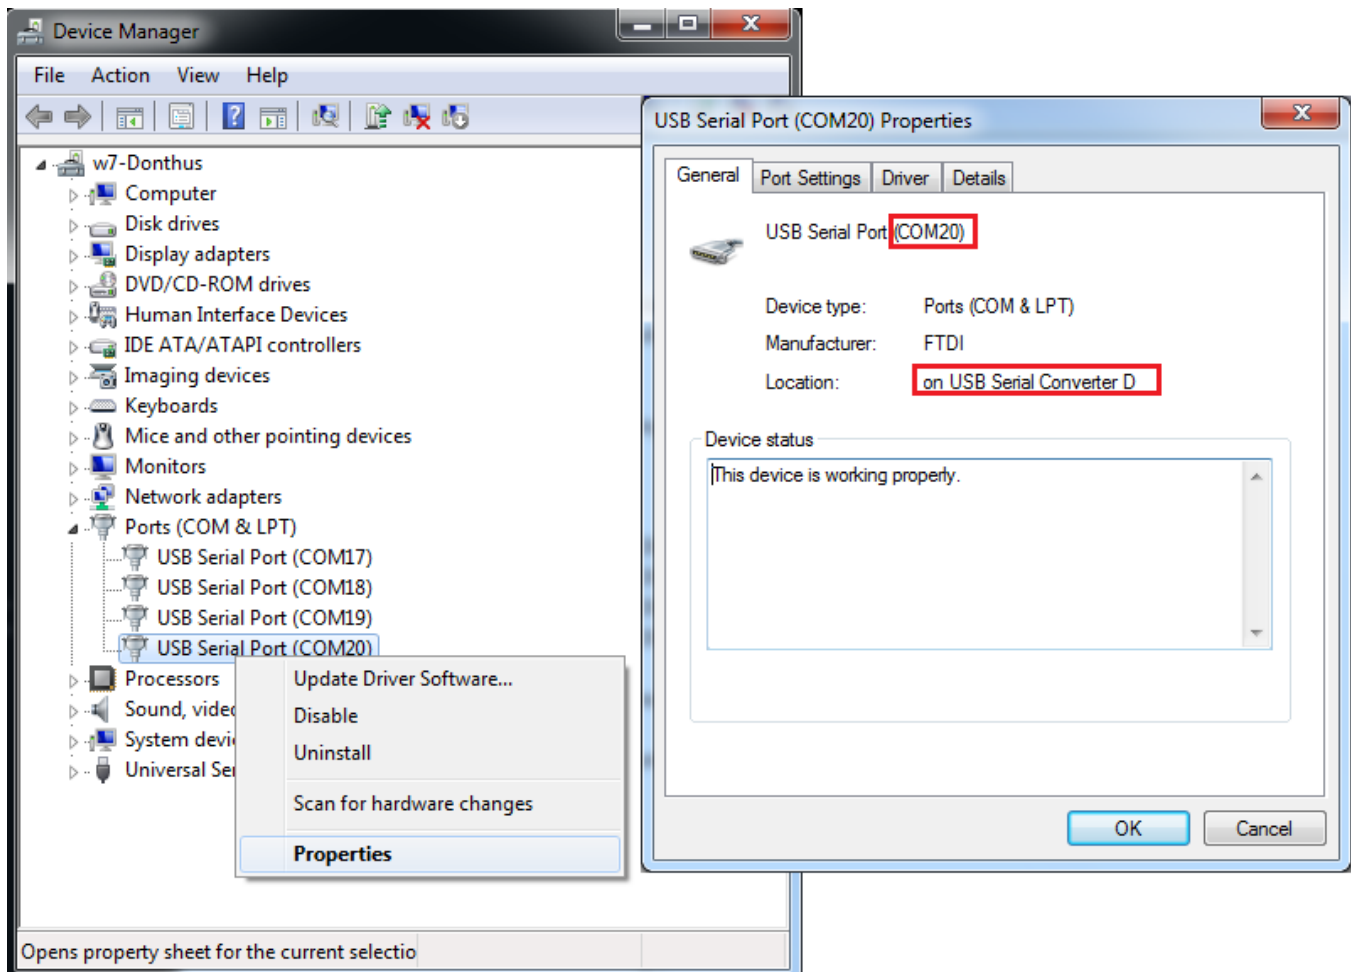 Device Manager
File Action View Help
w7-Donthus
Computer
Disk drives
Display adapters
DVD/CD-ROM drives
Human Interface Devices
IDE ATA/ATAPI controllers
Imaging devices
Keyboards
Mice and other pointing devices
Monitors
Network adapters
Ports (COM & LPT)
USB Serial Port (COM17)
USB Serial Port (COM18)
USB Serial Port (COM19)
USB Serial Port (COM20)
Processors
Sound, video
System devi
Universal Ser
Update Driver Software...
Disable
Uninstall
Scan for hardware changes
Properties
Opens property sheet for the current selectio
USB Serial Port (COM20) Properties
General Port Settings Driver Details
USB Serial Port (COM20)
Device type: Ports (COM & LPT)
Manufacturer: FTDI
Location: on USB Serial Converter D
Device status
This device is working properly.
OK Cancel